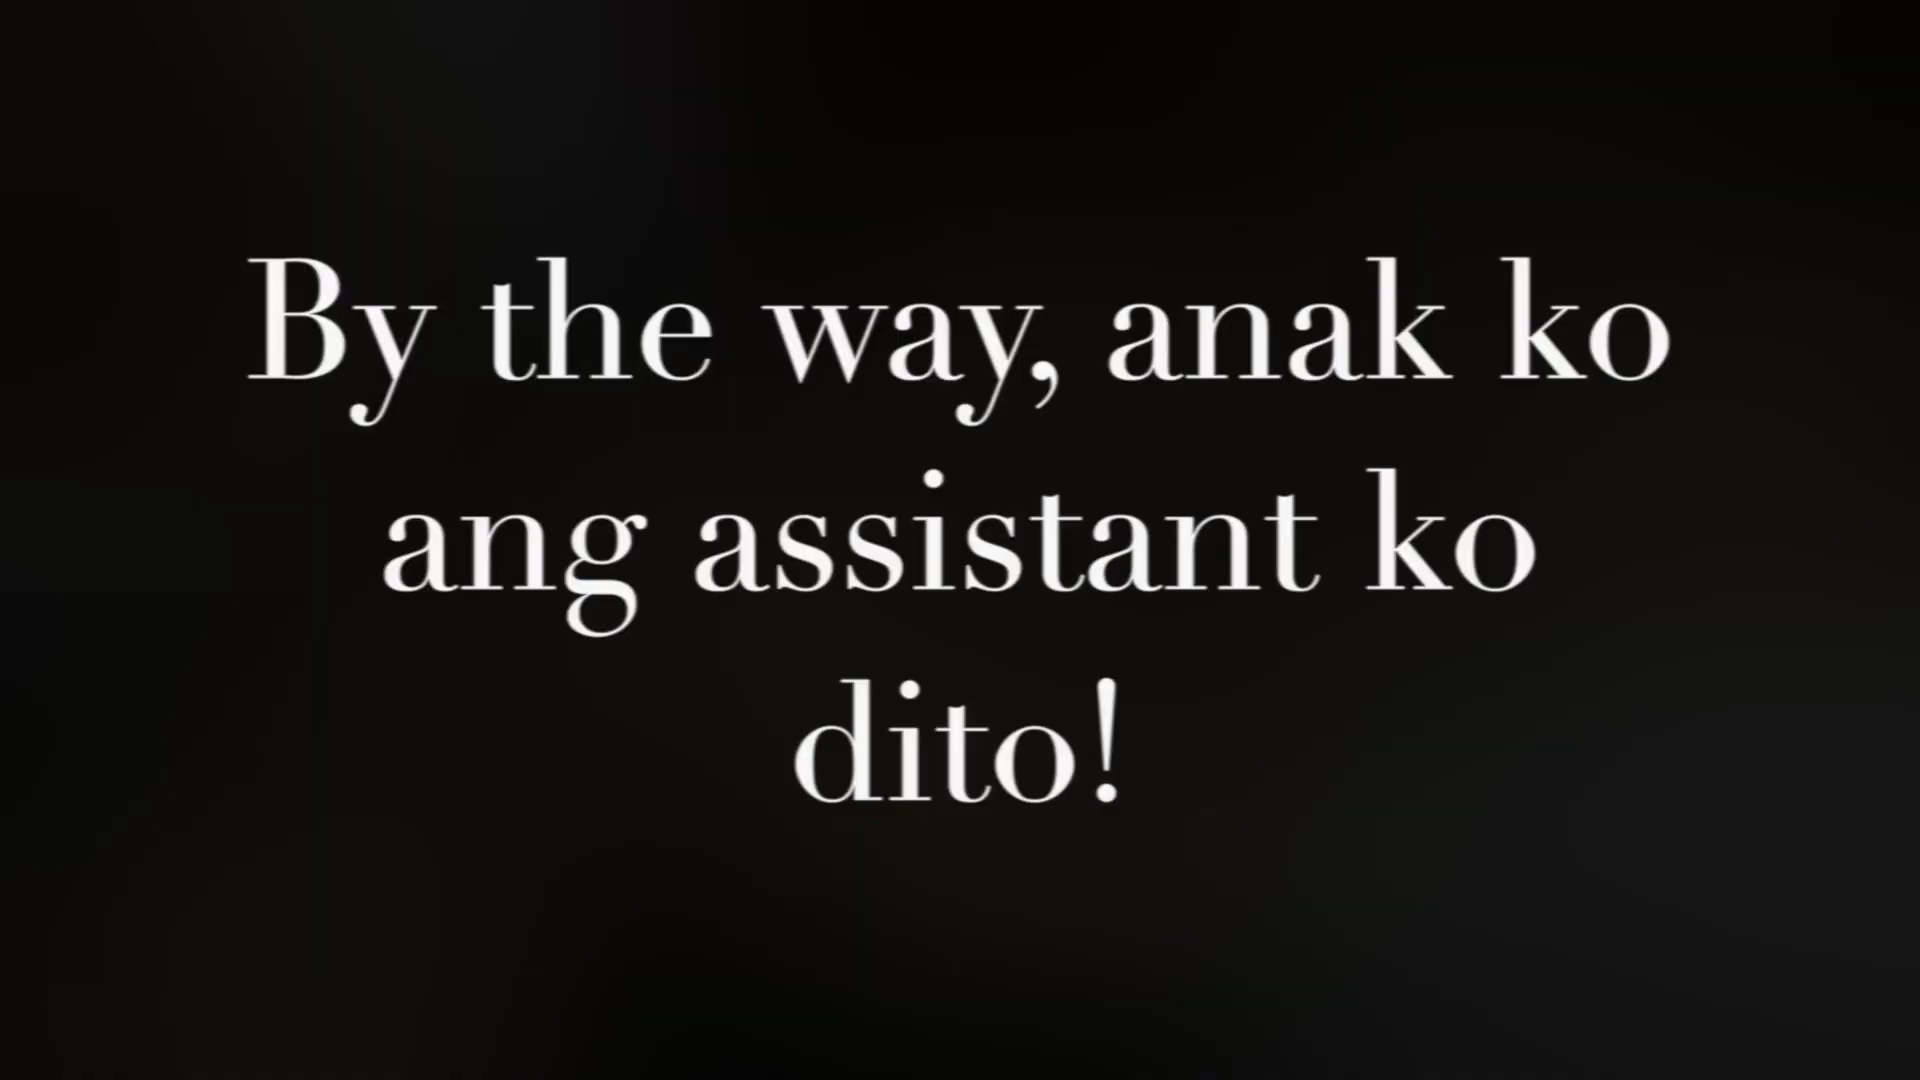 By the way, anak ko
ang assistant ko
dito!